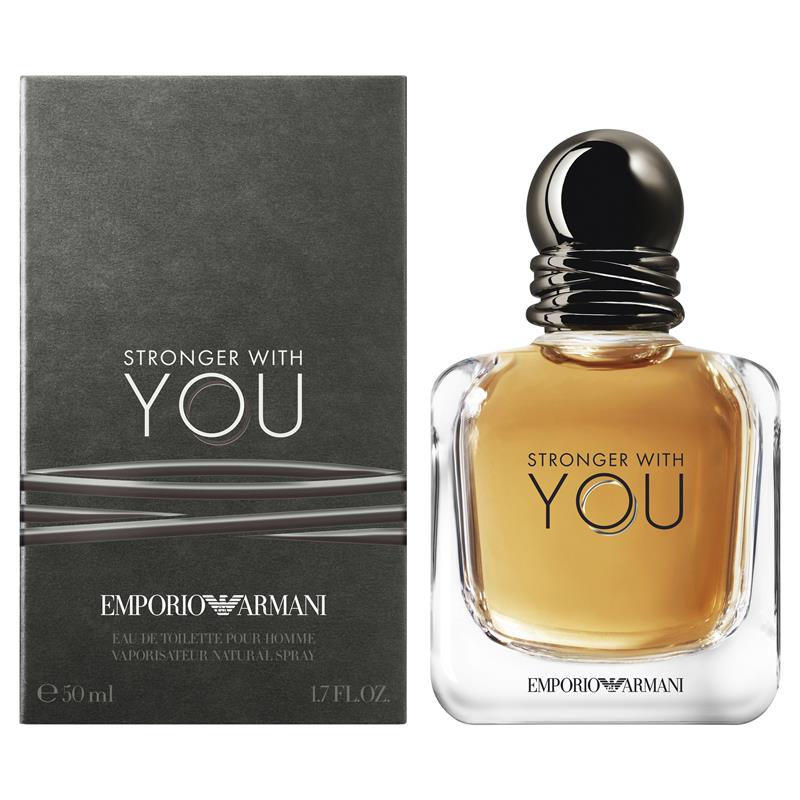 STRONGER WITH
YOU
EMPORIO ARMANI
EAU DE TOILETTE POUR HOMME
VAPORISATEUR NATURAL SPRAY
℮ 50 ml 1.7 FL.OZ.
STRONGER WITH
YOU
EMPORIO ARMANI